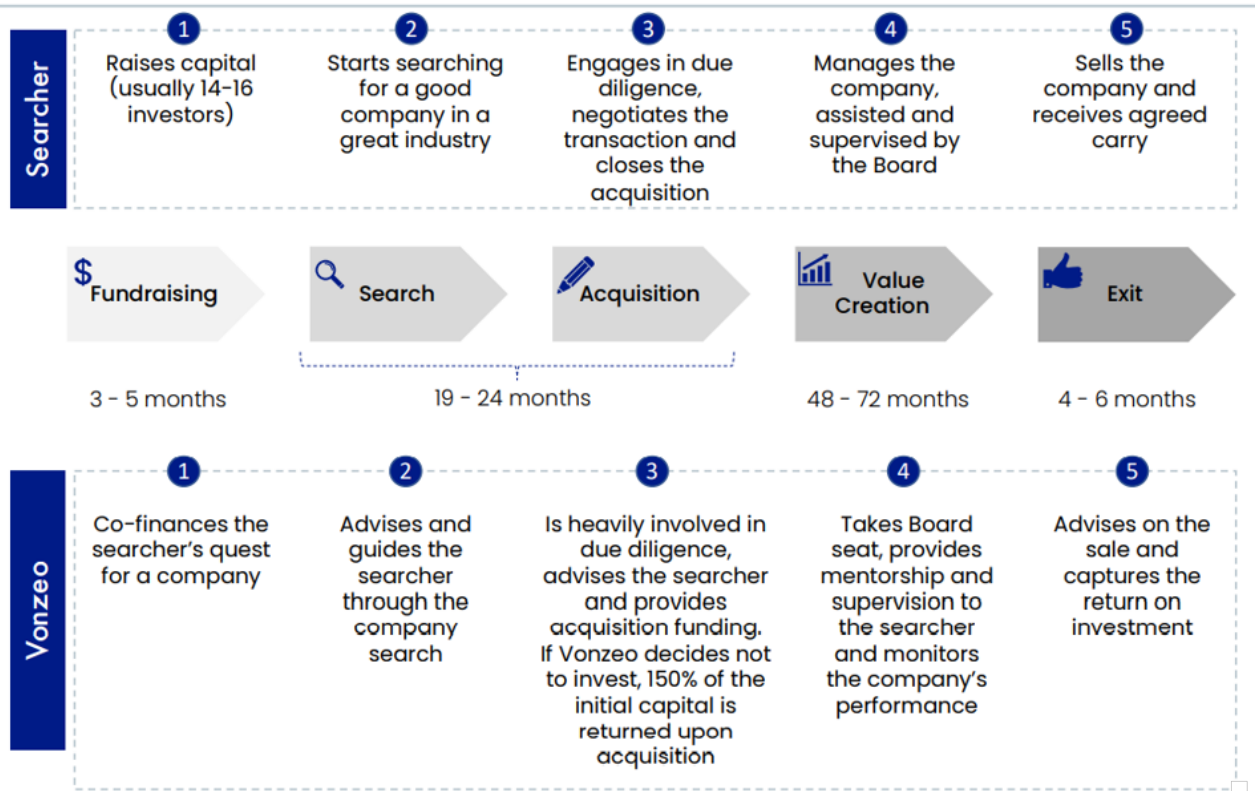 Searcher
1
Raises capital
(usually 14-16
investors)
2
Starts searching
for a good
company in a
great industry
3
Engages in due
diligence,
negotiates the
transaction and
closes the
acquisition
4
Manages the
company,
assisted and
supervised by
the Board
5
Sells the
company and
receives agreed
carry
$
Fundraising
Search
Acquisition
Value
Creation
Exit
3 - 5 months
19 - 24 months
48 - 72 months
4 - 6 months
Vonzeo
1
Co-finances the
searcher's quest
for a company
2
Advises and
guides the
searcher
through the
company
search
3
Is heavily involved in
due diligence,
advises the searcher
and provides
acquisition funding.
If Vonzeo decides not
to invest, 150% of the
initial capital is
returned upon
acquisition
4
Takes Board
seat, provides
mentorship and
supervision to
the searcher
and monitors
the company's
performance
5
Advises on the
sale and
captures the
return on
investment